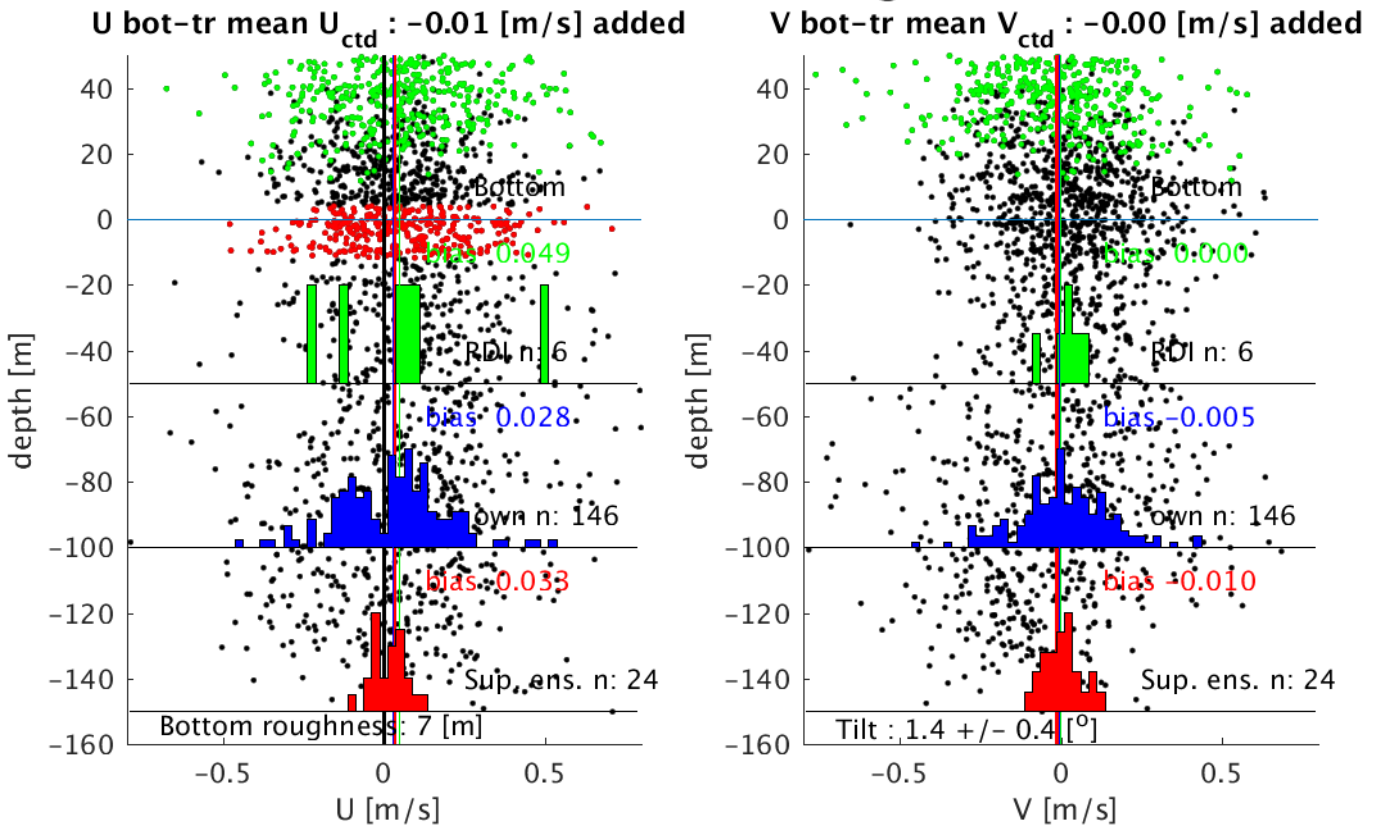 U bot-tr mean U_ctd : -0.01 [m/s] added
40
20
0
-20
-40
-60
-80
-100
-120
-140
-160
depth [m]
Bottom
bias 0.049
RDI n: 6
bias 0.028
own n: 146
bias 0.033
Sup. ens. n: 24
Bottom roughness: 7 [m]
-0.5
0
0.5
U [m/s]
V bot-tr mean V_ctd : -0.00 [m/s] added
40
20
0
-20
-40
-60
-80
-100
-120
-140
-160
depth [m]
Bottom
bias 0.000
RDI n: 6
bias -0.005
own n: 146
bias -0.010
Sup. ens. n: 24
Tilt : 1.4 +/- 0.4 [°]
-0.5
0
0.5
V [m/s]